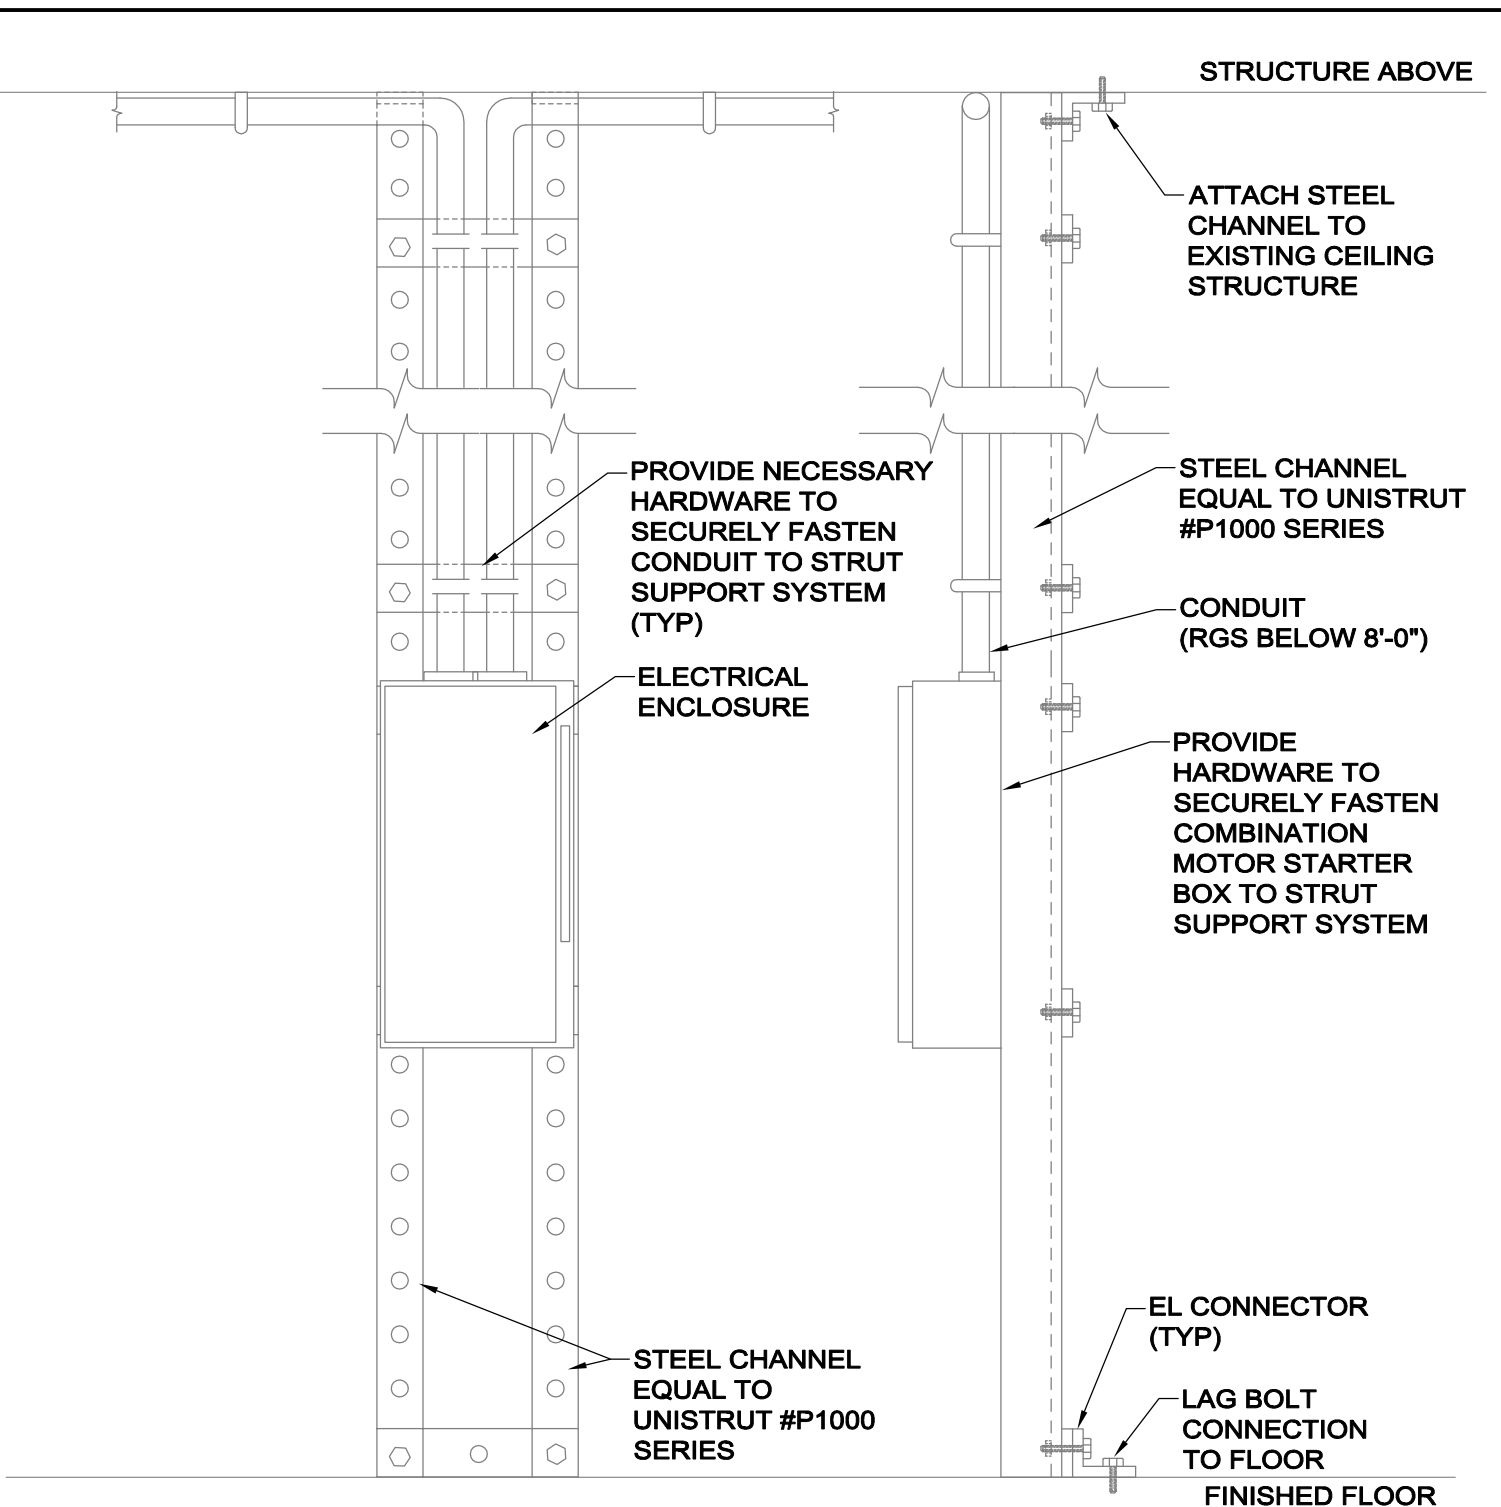 STRUCTURE ABOVE
ATTACH STEEL
CHANNEL TO
EXISTING CEILING
STRUCTURE
PROVIDE NECESSARY
HARDWARE TO
SECURELY FASTEN
CONDUIT TO STRUT
SUPPORT SYSTEM
(TYP)
STEEL CHANNEL
EQUAL TO UNISTRUT
#P1000 SERIES
CONDUIT
(RGS BELOW 8'-0")
ELECTRICAL
ENCLOSURE
PROVIDE
HARDWARE TO
SECURELY FASTEN
COMBINATION
MOTOR STARTER
BOX TO STRUT
SUPPORT SYSTEM
EL CONNECTOR
(TYP)
STEEL CHANNEL
EQUAL TO
UNISTRUT #P1000
SERIES
LAG BOLT
CONNECTION
TO FLOOR
FINISHED FLOOR